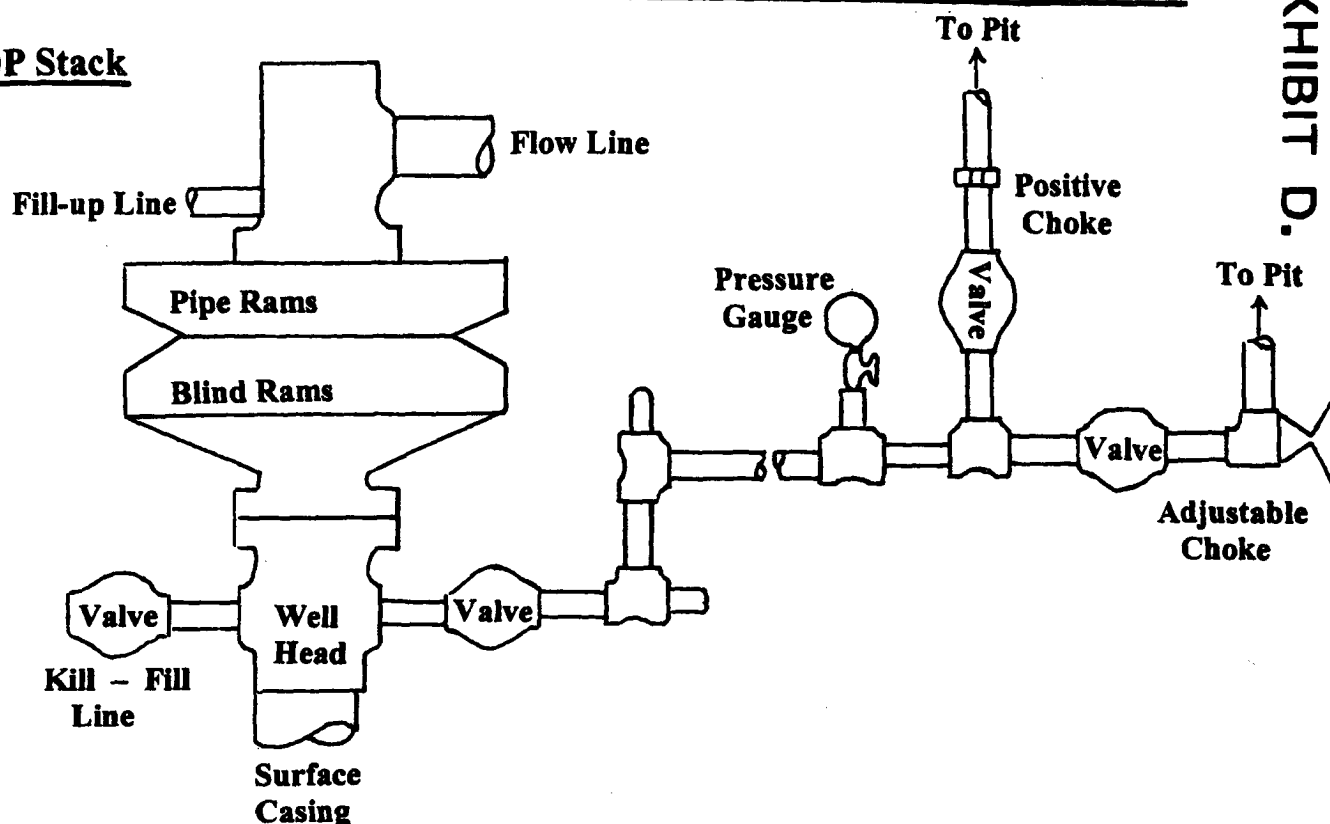 To Pit
P Stack
Flow Line
Fill-up Line
Positive
Choke
XHIBIT D.
To Pit
Pressure
Gauge
Valve
Pipe Rams
Blind Rams
Valve
Adjustable
Choke
Valve
Well
Head
Valve
Kill – Fill
Line
Surface
Casing